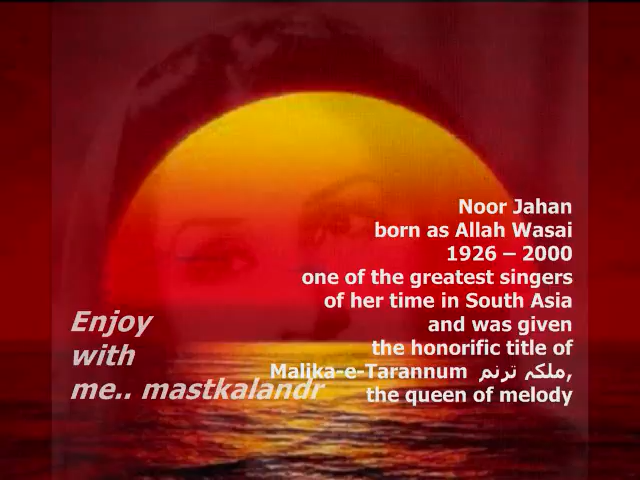 Noor Jahan
born as Allah Wasai
1926 – 2000
one of the greatest singers
of her time in South Asia
and was given
the honorific title of
Malika-e-Tarannum ملکہ ترنم,
the queen of melody
Enjoy
with
me.. mastkalandr